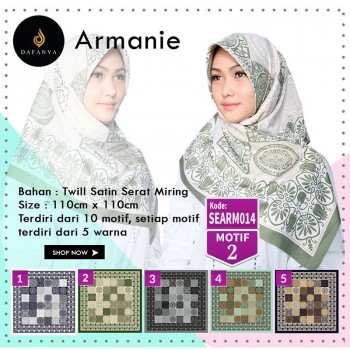 DAFANYA
Armanie
Bahan : Twill Satin Serat Miring
Size : 110cm x 110cm
Terdiri dari 10 motif, setiap motif
terdiri dari 5 warna
SHOP NOW
Kode:
SEARM014
MOTIF
2
1
2
3
4
5